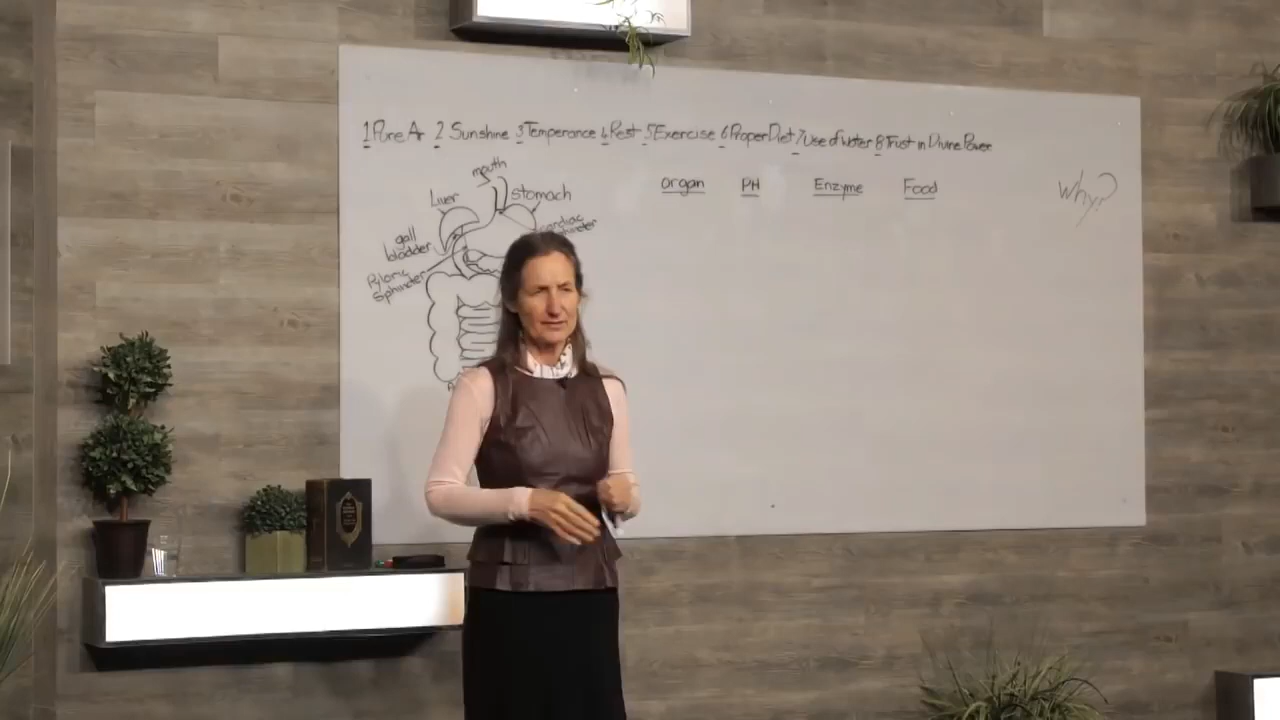 1 Pure Air 2 Sunshine 3 Temperance 4 Rest 5 Exercise 6 Proper Diet 7 Use of Water 8 Trust in Divine Power
mouth
Liver stomach
gall
bladder
Pyloric
Sphincter
Cardiac
Organ PH Enzyme Food
Why?